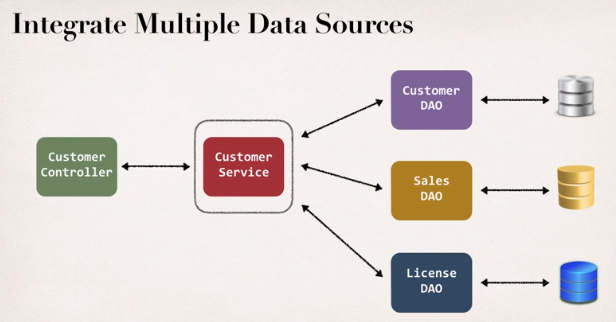 Integrate Multiple Data Sources
Customer
DAO
Customer
Controller
Customer
Service
Sales
DAO
License
DAO